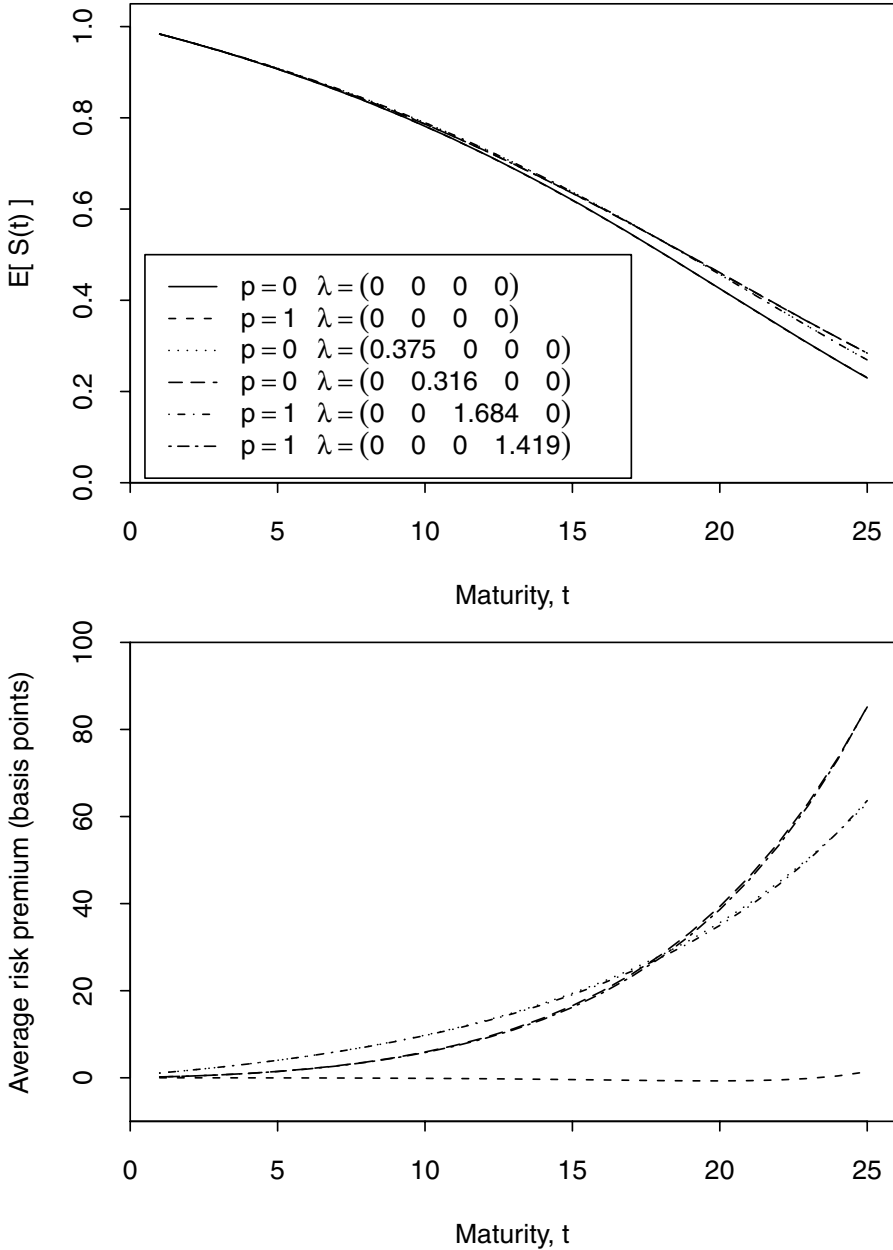 E[ S(t) ]
1.0
0.8
0.6
0.4
0.2
0.0
p = 0 λ = (0 0 0 0)
p = 1 λ = (0 0 0 0)
p = 0 λ = (0.375 0 0 0)
p = 0 λ = (0 0.316 0 0)
p = 1 λ = (0 0 1.684 0)
p = 1 λ = (0 0 0 1.419)
0 5 10 15 20 25
Maturity, t
Average risk premium (basis points)
100
80
60
40
20
0
0 5 10 15 20 25
Maturity, t